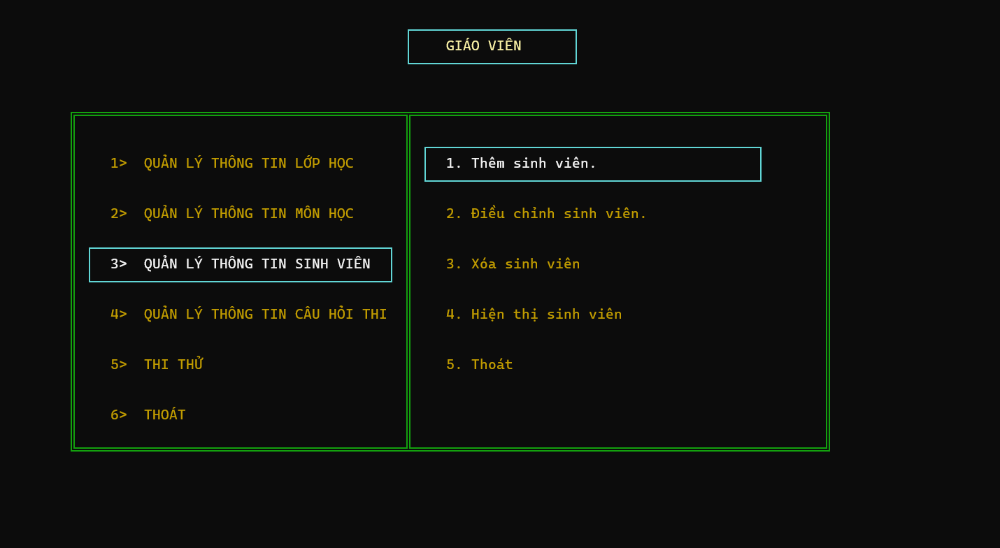 GIÁO VIÊN
1> QUẢN LÝ THÔNG TIN LỚP HỌC
2> QUẢN LÝ THÔNG TIN MÔN HỌC
3> QUẢN LÝ THÔNG TIN SINH VIÊN
4> QUẢN LÝ THÔNG TIN CÂU HỎI THI
5> THI THỬ
6> THOÁT
1. Thêm sinh viên.
2. Điều chỉnh sinh viên.
3. Xóa sinh viên
4. Hiện thị sinh viên
5. Thoát